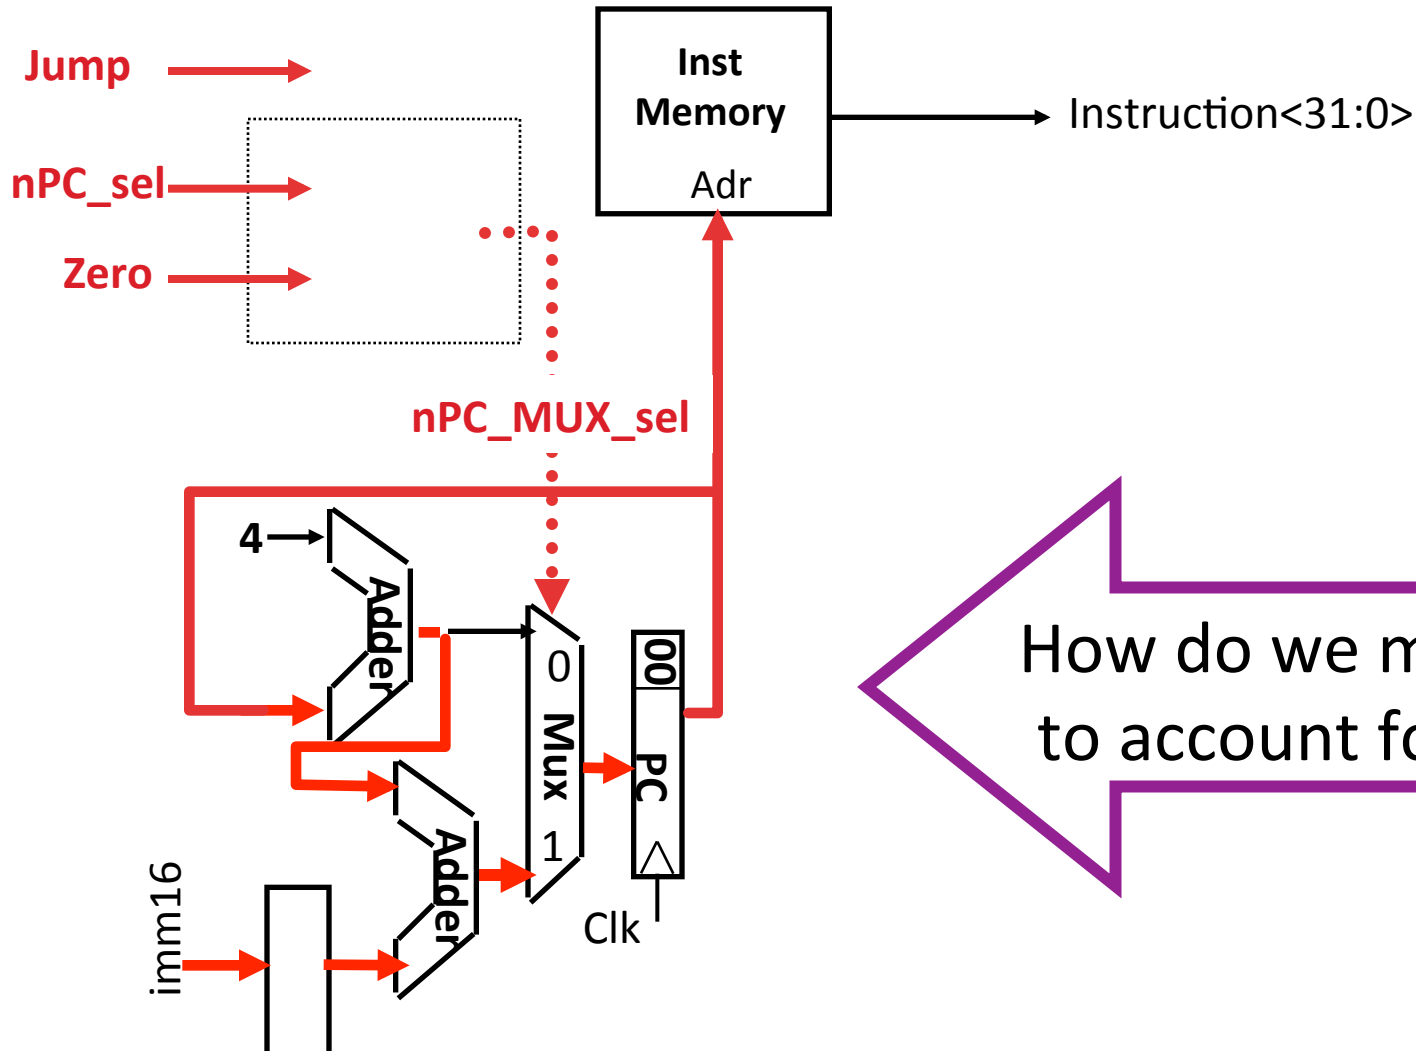 Jump
nPC_sel
Zero
Inst
Memory
Adr
Instruction<31:0>
nPC_MUX_sel
4
Adder
0
Mux
1
00
PC
Clk
Adder
imm16
How do we m
to account fo